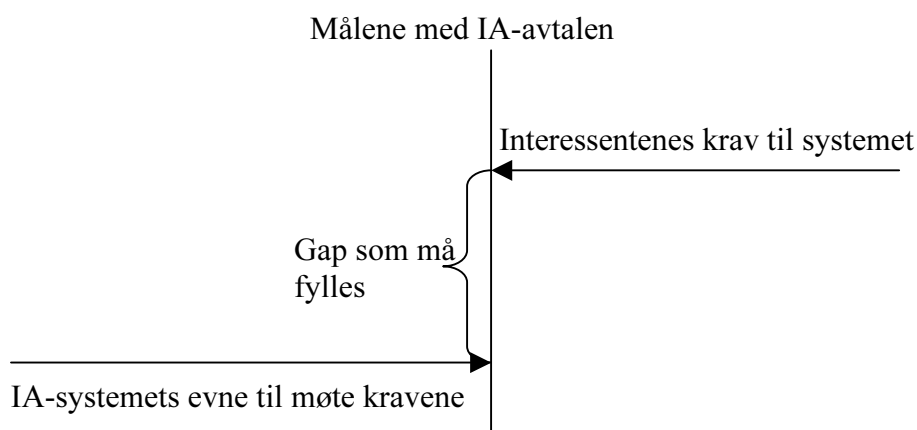 Målene med IA-avtalen
Interessentenes krav til systemet
Gap som må
fylles
IA-systemets evne til møte kravene